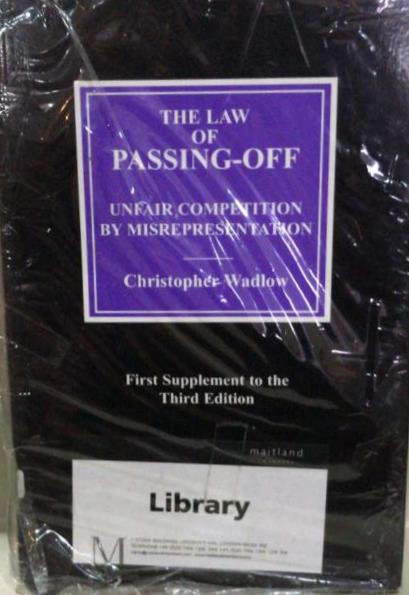 THE LAW
OF
PASSING-OFF
UNFAIR COMPETITION
BY MISREPRESENTATION
Christopher Wadlow
First Supplement to the
Third Edition
maitland
Library
M